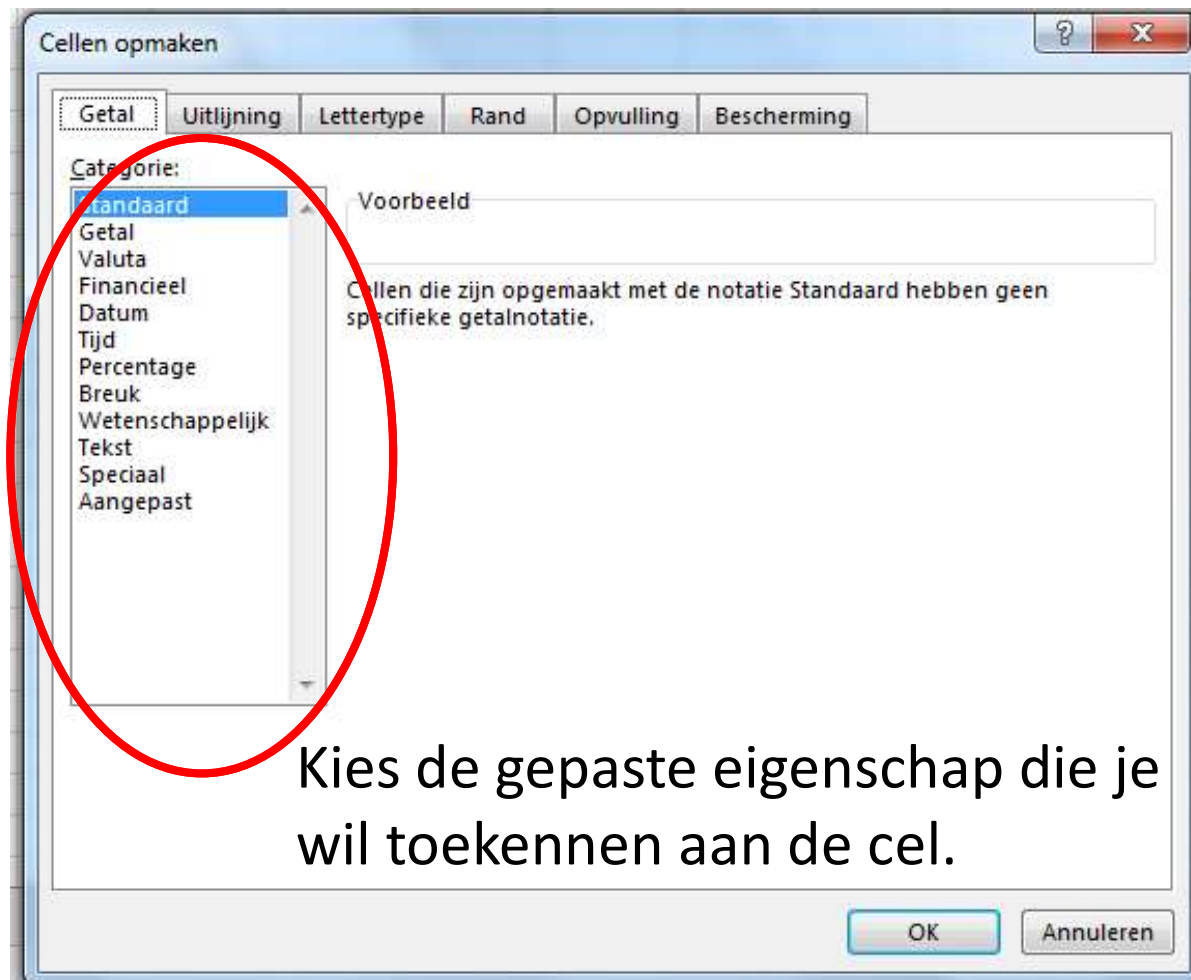 Cellen opmaken
Getal Uitlijning Lettertype Rand Opvulling Bescherming
Categorie:
Standaard
Getal
Valuta
Financieel
Datum
Tijd
Percentage
Breuk
Wetenschappelijk
Tekst
Speciaal
Aangepast
Voorbeeld
Cellen die zijn opgemaakt met de notatie Standaard hebben geen
specifieke getalnotatie.
Kies de gepaste eigenschap die je
wil toekennen aan de cel.
OK Annuleren